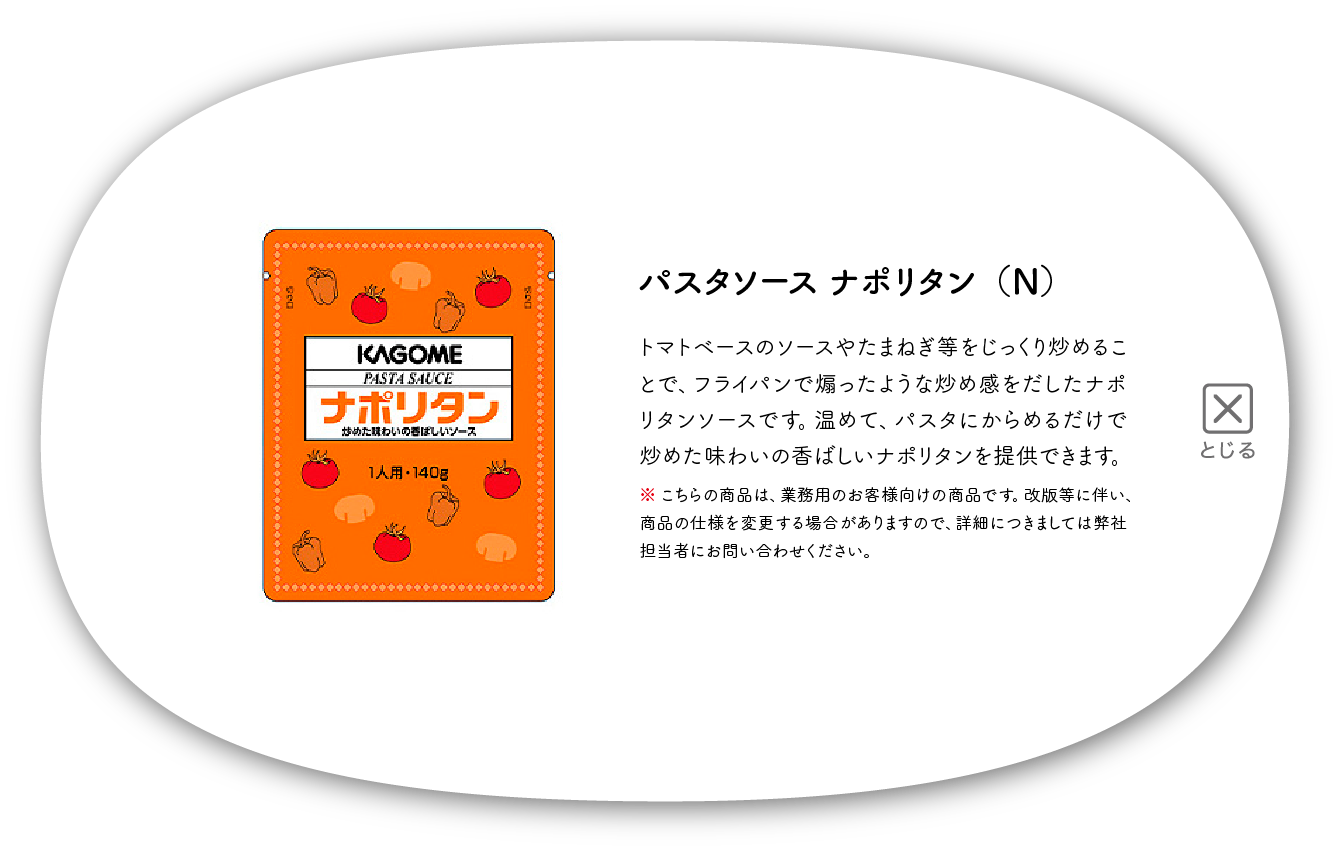 KAGOME
PASTA SAUCE
ナポリタン
炒めた味わいの香ばしいソース
1人用・140g
パスタソース ナポリタン（N）
トマトベースのソースやたまねぎ等をじっくり炒めるこ
とで、フライパンで煽ったような炒め感をだしたナポ
リタンソースです。温めて、パスタにからめるだけで
炒めた味わいの香ばしいナポリタンを提供できます。
※ こちらの商品は、業務用のお客様向けの商品です。改版等に伴い、
商品の仕様を変更する場合がありますので、詳細につきましては弊社
担当者にお問い合わせください。
とじる